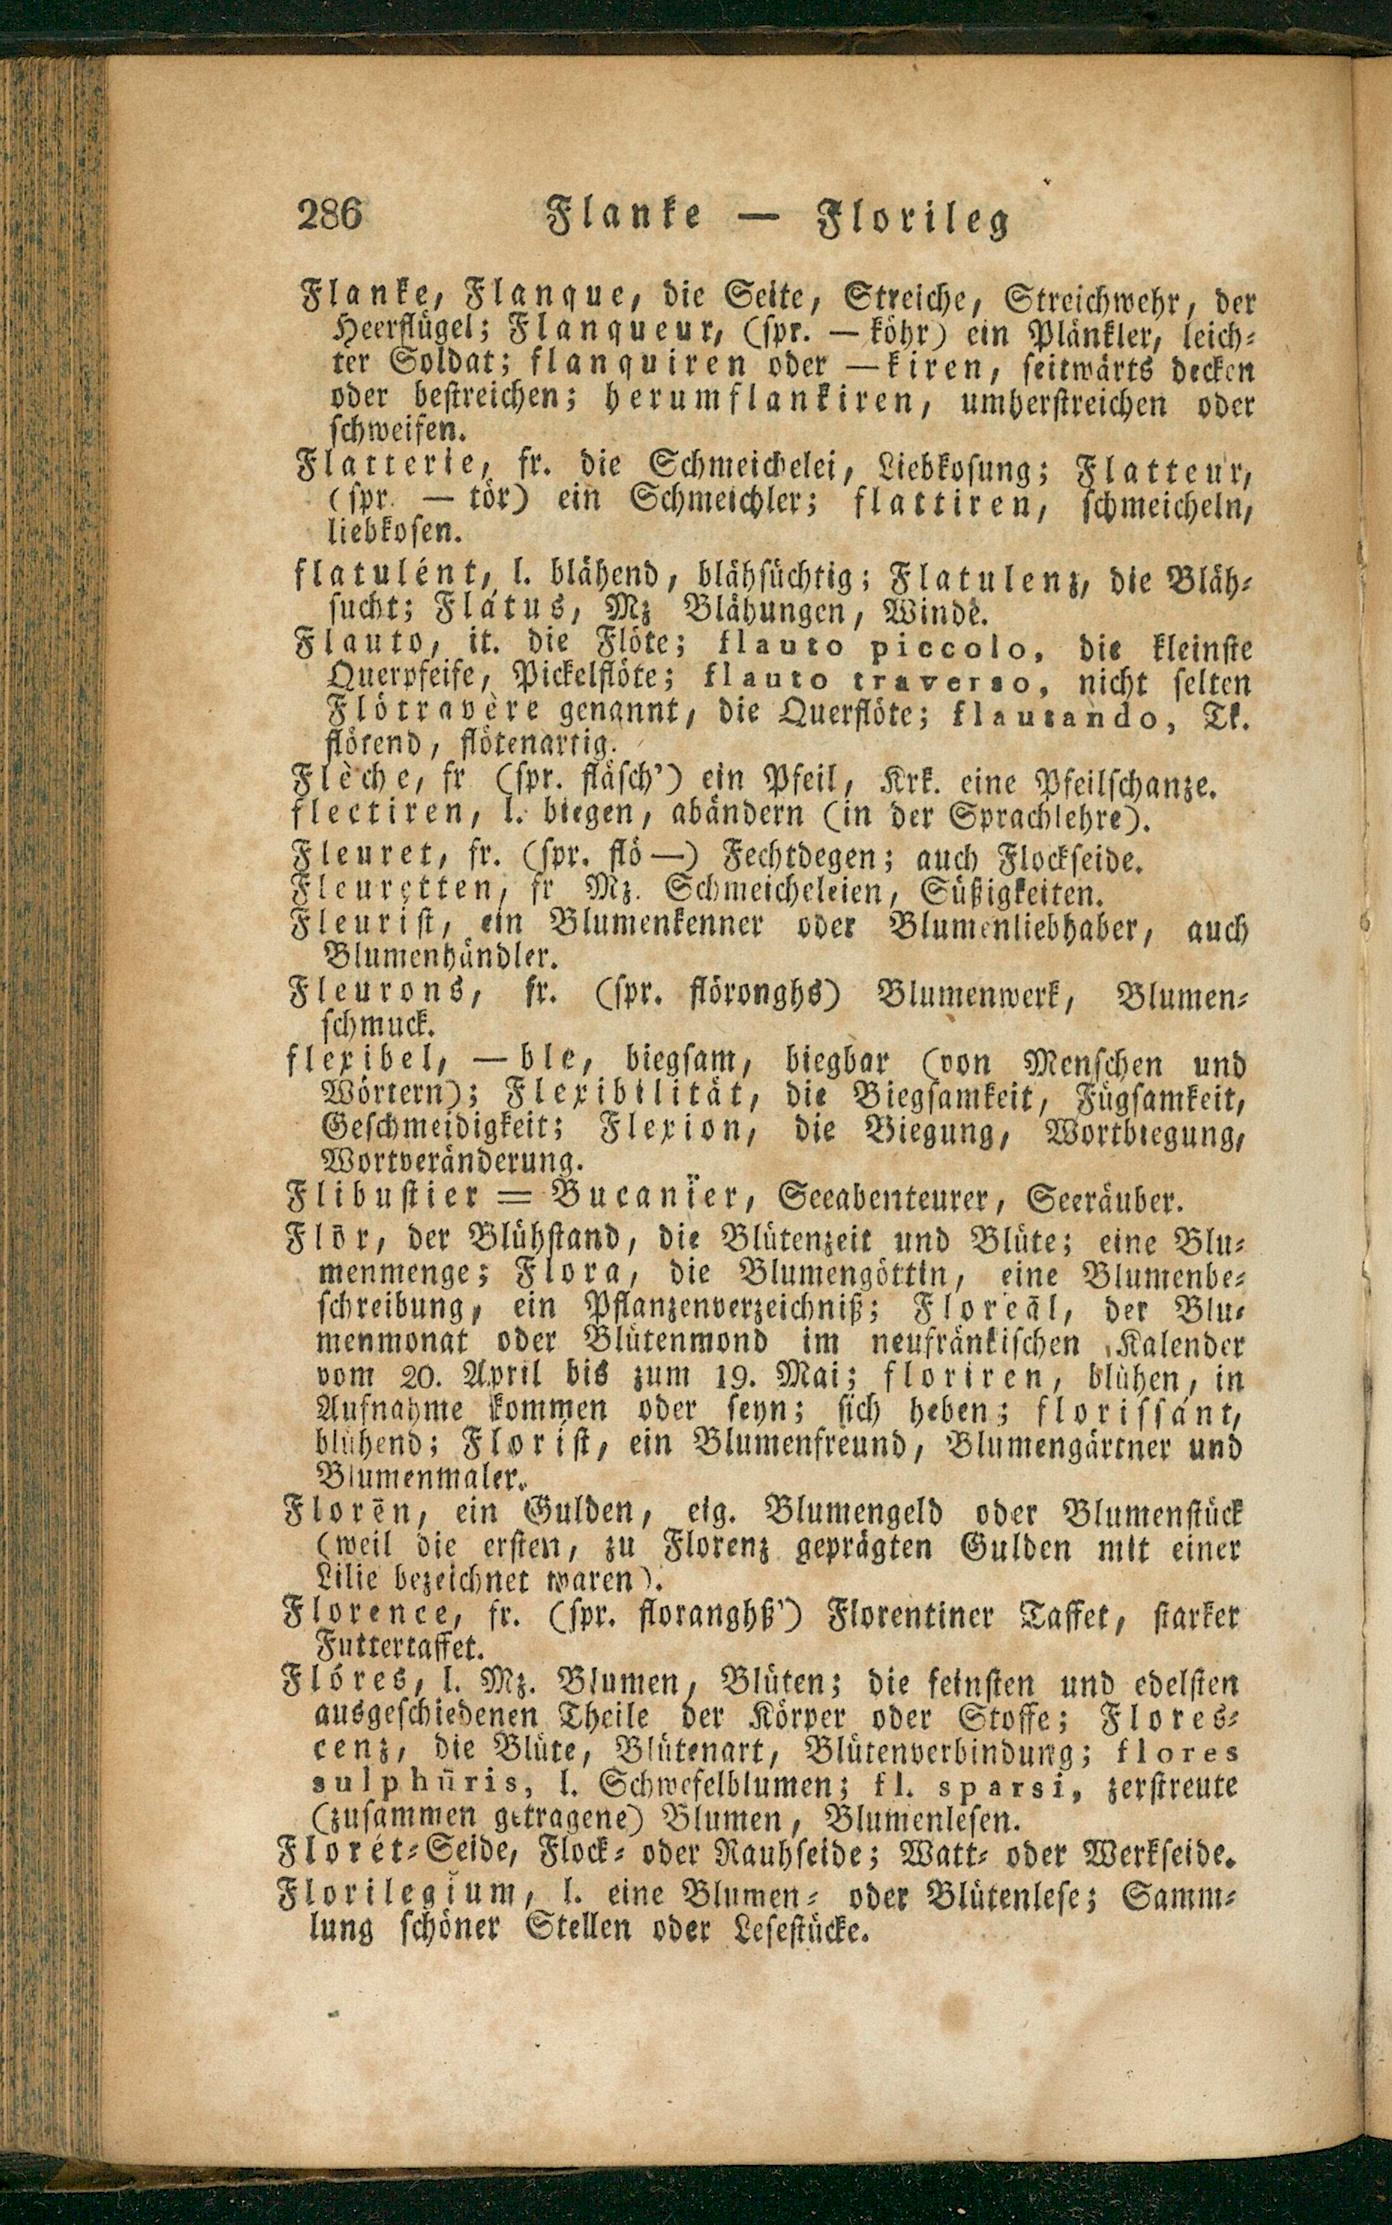 286 Flanke — Florileg
Flanke, Flanque, die Seite, Streiche, Streichwehr, der
Heerflügel; Flanqueur, (spr. — köhr) ein Plänkler, leich-
ter Soldat; flanquiren oder —kiren, seitwärts decken
oder bestreichen; herumflankiren, umherstreichen oder
schweifen.
Flatterie, fr. die Schmeichelei, Liebkosung; Flatteur,
(spr. — tör) ein Schmeichler; flattiren, schmeicheln,
liebkosen.
flatulént, l. blähend, blähsüchtig; Flatulenz, die Bläh-
sucht; Flátus, Mz Blähungen, Winde.
Flauto, it. die Flöte; flauto piccolo, die kleinste
Querpfeife, Pickelflöte; flauto traverso, nicht selten
Flötravère genannt, die Querflöte; flautando, Tk.
flötend, flötenartig.
Flèche, fr (spr. fläsch’) ein Pfeil, Krk. eine Pfeilschanze.
flectiren, l. biegen, abändern (in der Sprachlehre).
Fleuret, fr. (spr. flö—) Fechtdegen; auch Flockseide.
Fleuretten, fr Mz. Schmeicheleien, Süßigkeiten.
Fleurist, ein Blumenkenner oder Blumenliebhaber, auch
Blumenhändler.
Fleurons, fr. (spr. flöronghs) Blumenwerk, Blumen-
schmuck.
flexibel, —ble, biegsam, biegbar (von Menschen und
Wörtern); Flexibilität, die Biegsamkeit, Fügsamkeit,
Geschmeidigkeit; Flexion, die Biegung, Wortbiegung,
Wortveränderung.
Flibustier = Bucanïer, Seeabenteurer, Seeräuber.
Flōr, der Blühstand, die Blütenzeit und Blüte; eine Blu-
menmenge; Flora, die Blumengöttin, eine Blumenbe-
schreibung, ein Pflanzenverzeichniß; Floreāl, der Blu-
menmonat oder Blütenmond im neufränkischen Kalender
vom 20. April bis zum 19. Mai; floriren, blühen, in
Aufnahme kommen oder seyn; sich heben; florissánt,
blühend; Florist, ein Blumenfreund, Blumengärtner und
Blumenmaler.
Florēn, ein Gulden, eig. Blumengeld oder Blumenstück
(weil die ersten, zu Florenz geprägten Gulden mit einer
Lilie bezeichnet waren).
Florence, fr. (spr. floranghß’) Florentiner Taffet, starker
Futtertaffet.
Flóres, l. Mz. Blumen, Blüten; die feinsten und edelsten
ausgeschiedenen Theile der Körper oder Stoffe; Flores-
cenz, die Blüte, Blütenart, Blütenverbindung; flores
sulphūris, l. Schwefelblumen; fl. sparsi, zerstreute
(zusammen getragene) Blumen, Blumenlesen.
Florét-Seide, Flock- oder Rauhseide; Watt- oder Werkseide.
Florilegĭum, l. eine Blumen- oder Blütenlese; Samm-
lung schöner Stellen oder Lesestücke.